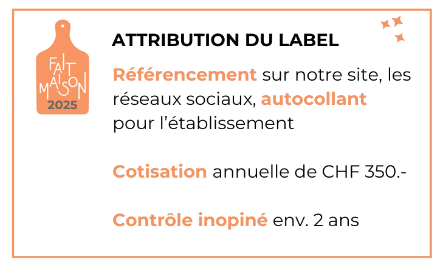 FAIT
MAISON
2025
ATTRIBUTION DU LABEL
Référencement sur notre site, les
réseaux sociaux, autocollant
pour l'établissement
Cotisation annuelle de CHF 350.-
Contrôle inopiné env. 2 ans